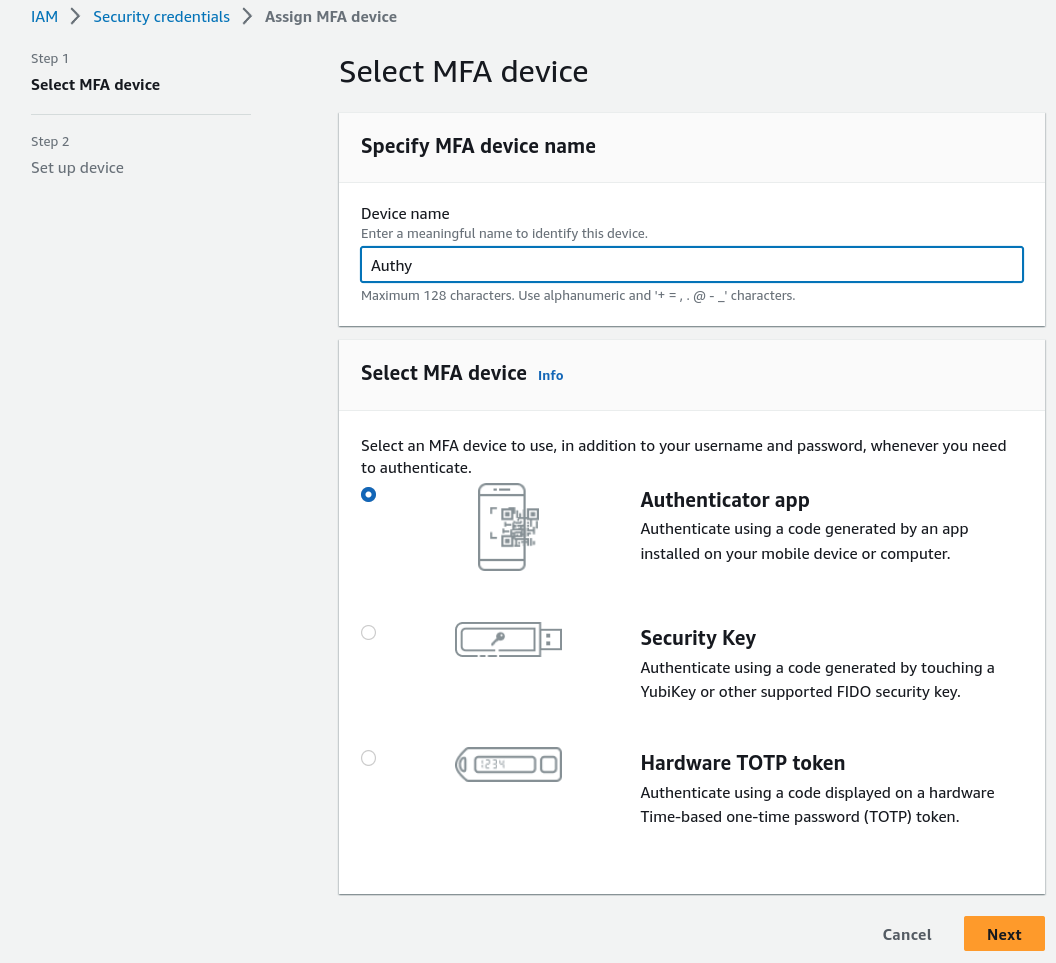 IAM > Security credentials > Assign MFA device
Step 1
Select MFA device
Step 2
Set up device
Select MFA device
Specify MFA device name
Device name
Enter a meaningful name to identify this device.
Authy
Maximum 128 characters. Use alphanumeric and '+ = , . @ - _' characters.
Select MFA device Info
Select an MFA device to use, in addition to your username and password, whenever you need
to authenticate.
Authenticator app
Authenticate using a code generated by an app
installed on your mobile device or computer.
Security Key
Authenticate using a code generated by touching a
YubiKey or other supported FIDO security key.
1234
Hardware TOTP token
Authenticate using a code displayed on a hardware
Time-based one-time password (TOTP) token.
Cancel
Next